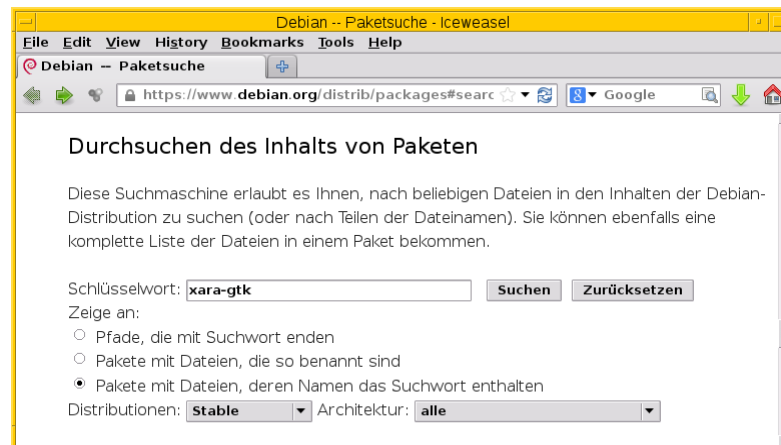 Debian -- Paketsuche - Iceweasel
File Edit View History Bookmarks Tools Help
Debian -- Paketsuche
https://www.debian.org/distrib/packages#searc 8 Google
Durchsuchen des Inhalts von Paketen
Diese Suchmaschine erlaubt es Ihnen, nach beliebigen Dateien in den Inhalten der Debian-
Distribution zu suchen (oder nach Teilen der Dateinamen). Sie können ebenfalls eine
komplette Liste der Dateien in einem Paket bekommen.
Schlüsselwort: xara-gtk Suchen Zurücksetzen
Zeige an:
Pfade, die mit Suchwort enden
Pakete mit Dateien, die so benannt sind
Pakete mit Dateien, deren Namen das Suchwort enthalten
Distributionen: Stable Architektur: alle